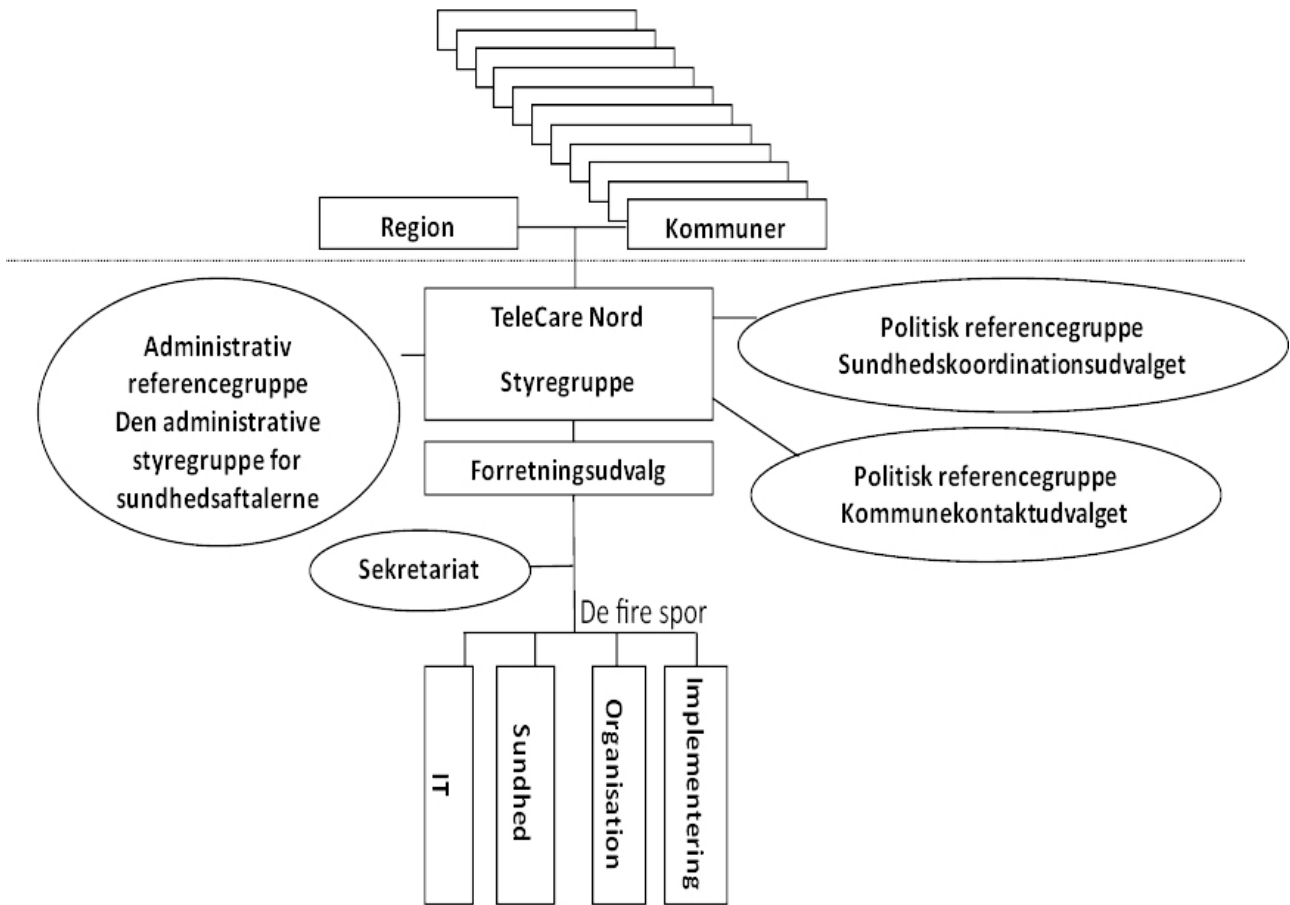 Region
Kommuner
TeleCare Nord
Styregruppe
Administrativ
referencegruppe
Den administrative
styregruppe for
sundhedsaftalerne
Politisk referencegruppe
Sundhedskoordinationsudvalget
Forretningsudvalg
Politisk referencegruppe
Kommunekontaktudvalget
Sekretariat
De fire spor
IT
Sundhed
Organisation
Implementering